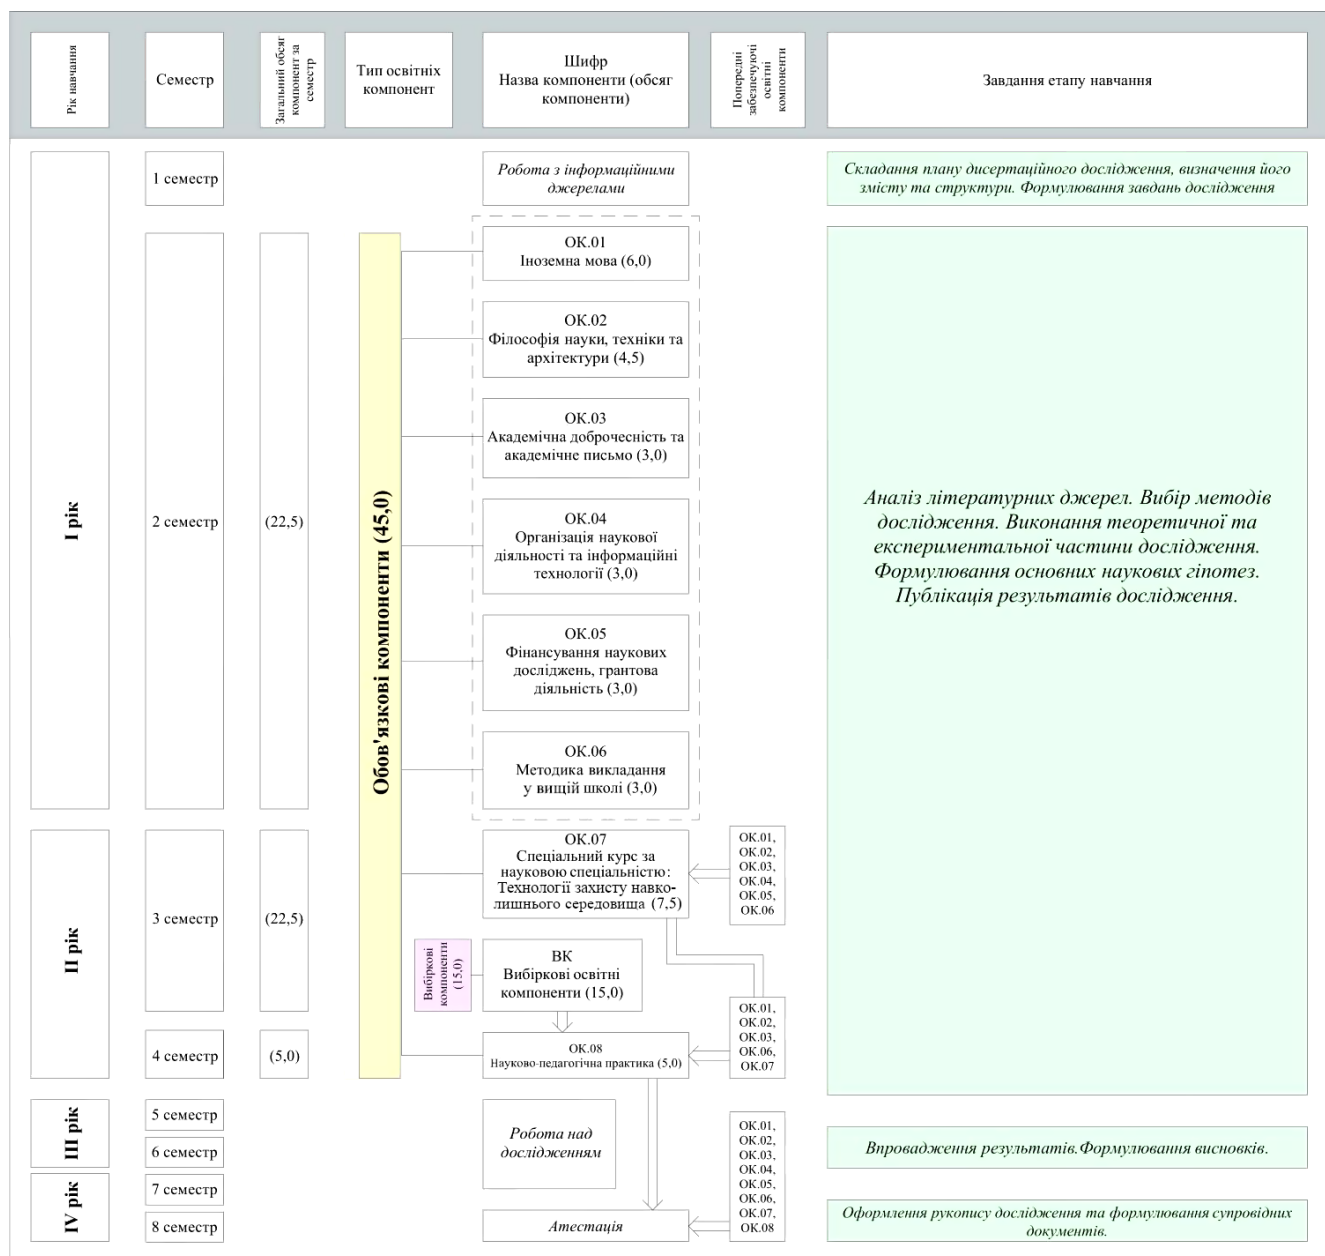 Рік навчання
Семестр
Загальний обсяг
компонент за
семестр
Тип освітніх
компонент
Шифр
Назва компоненти (обсяг
компоненти)
Попередні
забезпечуючі
освітні
компоненти
Завдання етапу навчання
І рік
1 семестр
Робота з інформаційними
джерелами
Складання плану дисертаційного дослідження, визначення його
змісту та структури. Формулювання завдань дослідження
2 семестр
(22,5)
Обов'язкові компоненти (45,0)
ОК.01
Іноземна мова (6,0)
ОК.02
Філософія науки, техніки та
архітектури (4,5)
ОК.03
Академічна доброчесність та
академічне письмо (3,0)
ОК.04
Організація наукової
діяльності та інформаційні
технології (3,0)
ОК.05
Фінансування наукових
досліджень, грантова
діяльність (3,0)
ОК.06
Методика викладання
у вищій школі (3,0)
Аналіз літературних джерел. Вибір методів
дослідження. Виконання теоретичної та
експериментальної частини дослідження.
Формулювання основних наукових гіпотез.
Публікація результатів дослідження.
ІІ рік
3 семестр
(22,5)
ОК.07
Спеціальний курс за
науковою спеціальністю:
Технології захисту навко-
лишнього середовища (7,5)
ОК.01,
ОК.02,
ОК.03,
ОК.04,
ОК.05,
ОК.06
Вибіркові
компоненти
(15,0)
ВК
Вибіркові освітні
компоненти (15,0)
4 семестр
(5,0)
ОК.08
Науково-педагогічна практика (5,0)
ОК.01,
ОК.02,
ОК.03,
ОК.06,
ОК.07
ІІІ рік
5 семестр
6 семестр
Робота над
дослідженням
ОК.01,
ОК.02,
ОК.03,
ОК.04,
ОК.05,
ОК.06,
ОК.07,
ОК.08
Впровадження результатів.Формулювання висновків.
IV рік
7 семестр
8 семестр
Атестація
Оформлення рукопису дослідження та формулювання супровідних
документів.